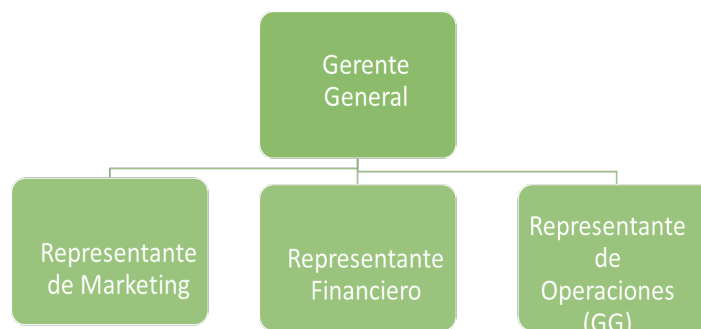 Gerente
General
Representante
de Marketing
Representante
Financiero
Representante
de
Operaciones
(GG)